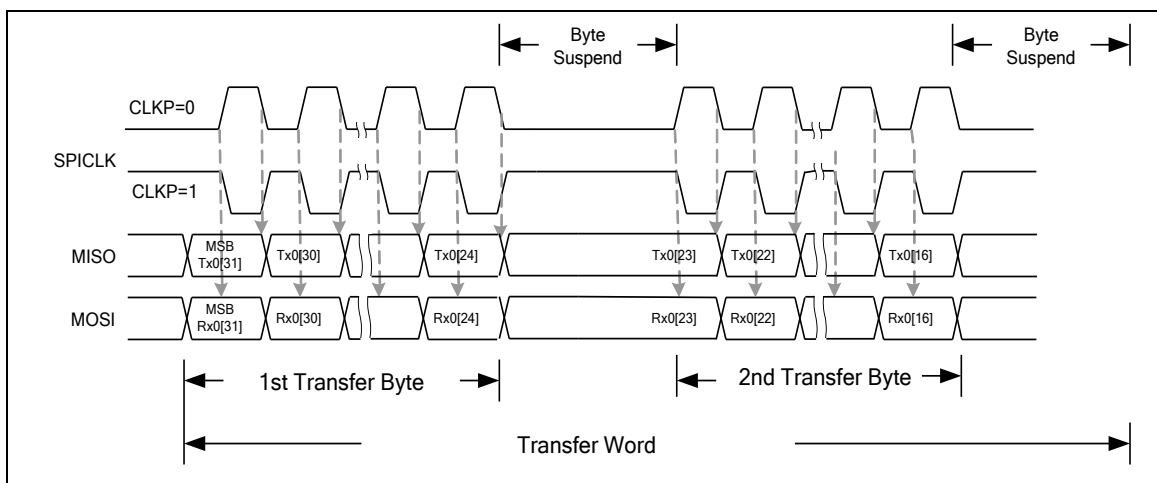 Byte
Suspend
Byte
Suspend
CLKP=0
SPICLK
CLKP=1
MISO
MSB
Tx0[31]
Tx0[30]
Tx0[24]
Tx0[23]
Tx0[22]
Tx0[16]
MOSI
MSB
Rx0[31]
Rx0[30]
Rx0[24]
Rx0[23]
Rx0[22]
Rx0[16]
1st Transfer Byte
2nd Transfer Byte
Transfer Word